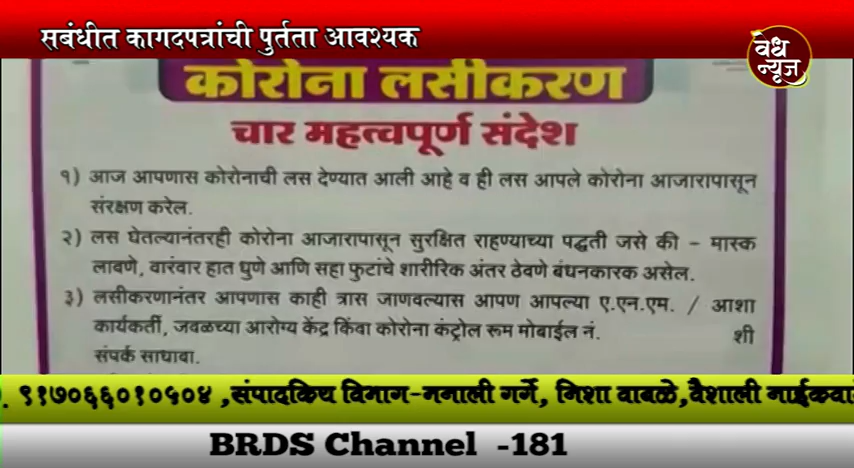 सबंधीत कागदपत्रांची पुर्तता आवश्यक
वेध
न्यूज
कोरोना लसीकरण
चार महत्वपूर्ण संदेश
१) आज आपणास कोरोनाची लस देण्यात आली आहे व ही लस आपले कोरोना आजारापासून
संरक्षण करेल.
२) लस घेतल्यानंतरही कोरोना आजारापासून सुरक्षित राहण्याच्या पद्धती जसे की - मास्क
लावणे, वारंवार हात धुणे आणि सहा फुटांचे शारीरिक अंतर ठेवणे बंधनकारक असेल.
३) लसीकरणानंतर आपणास काही त्रास जाणवल्यास आपण आपल्या ए.एन.एम. / आशा
कार्यकर्ती, जवळच्या आरोग्य केंद्र किंवा कोरोना कंट्रोल रूम मोबाईल नं. शी
संपर्क साधावा.
९१७०६६०१०५०४ ,संपादकिय विभाग-मनाली गर्गे, निशा वाबळे,वैशाली नाईकवा
BRDS Channel -181